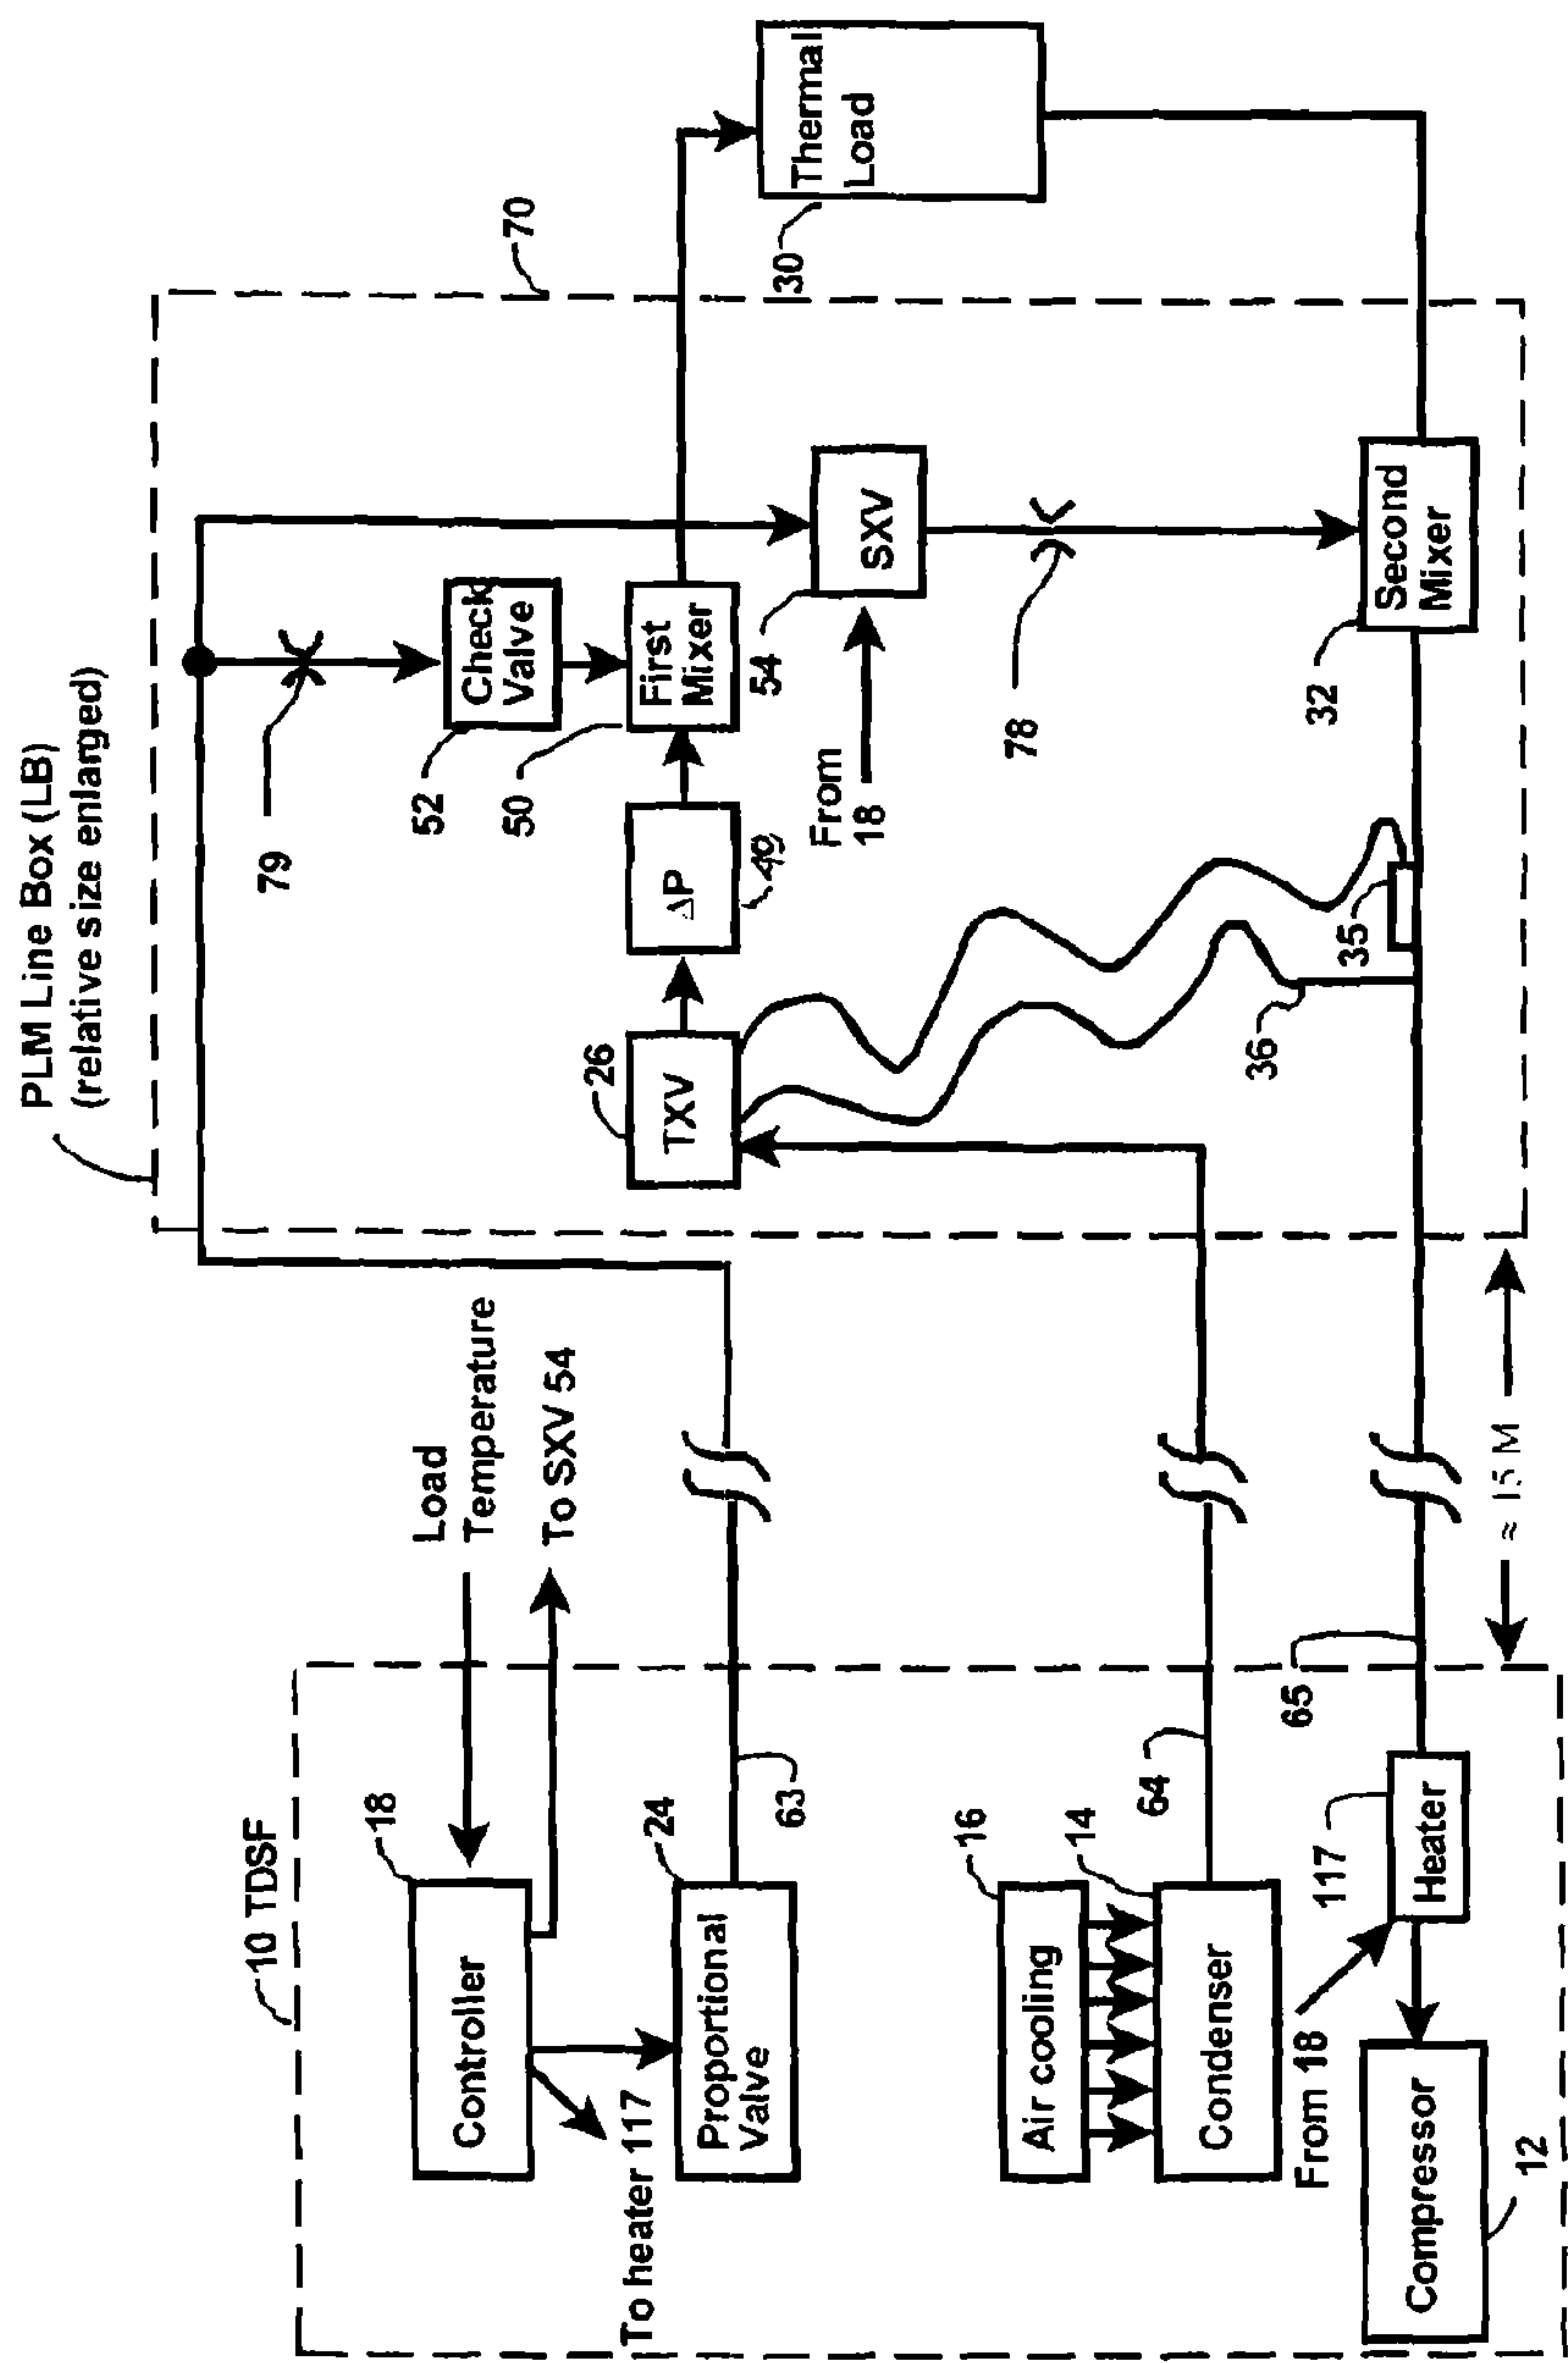 PLM Line Box (LB)
(relative size enlarged)
70
79
Check
Valve
52
First
Mixer
50
ΔP
49
TXV
26
SXV
54
From
18
78
Thermal
Load
30
Second
Mixer
32
35
36
10 TDSF
Load
Temperature
To SXV 54
Controller
18
To heater 117
Proportional
Valve
24
63
Air cooling
16
Condenser
14
64
65
Heater
117
From 18
Compressor
12
≈ 15 M